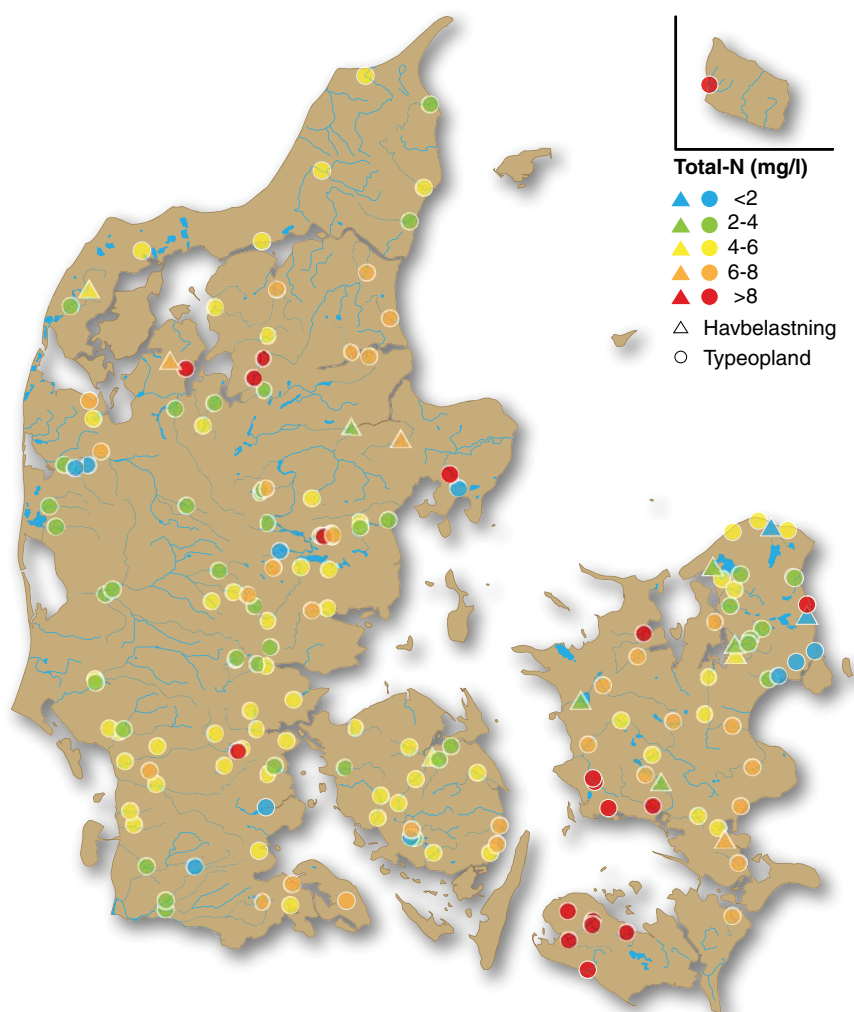 Total-N (mg/l)
<2
2-4
4-6
6-8
>8
Havbelastning
Typeopland